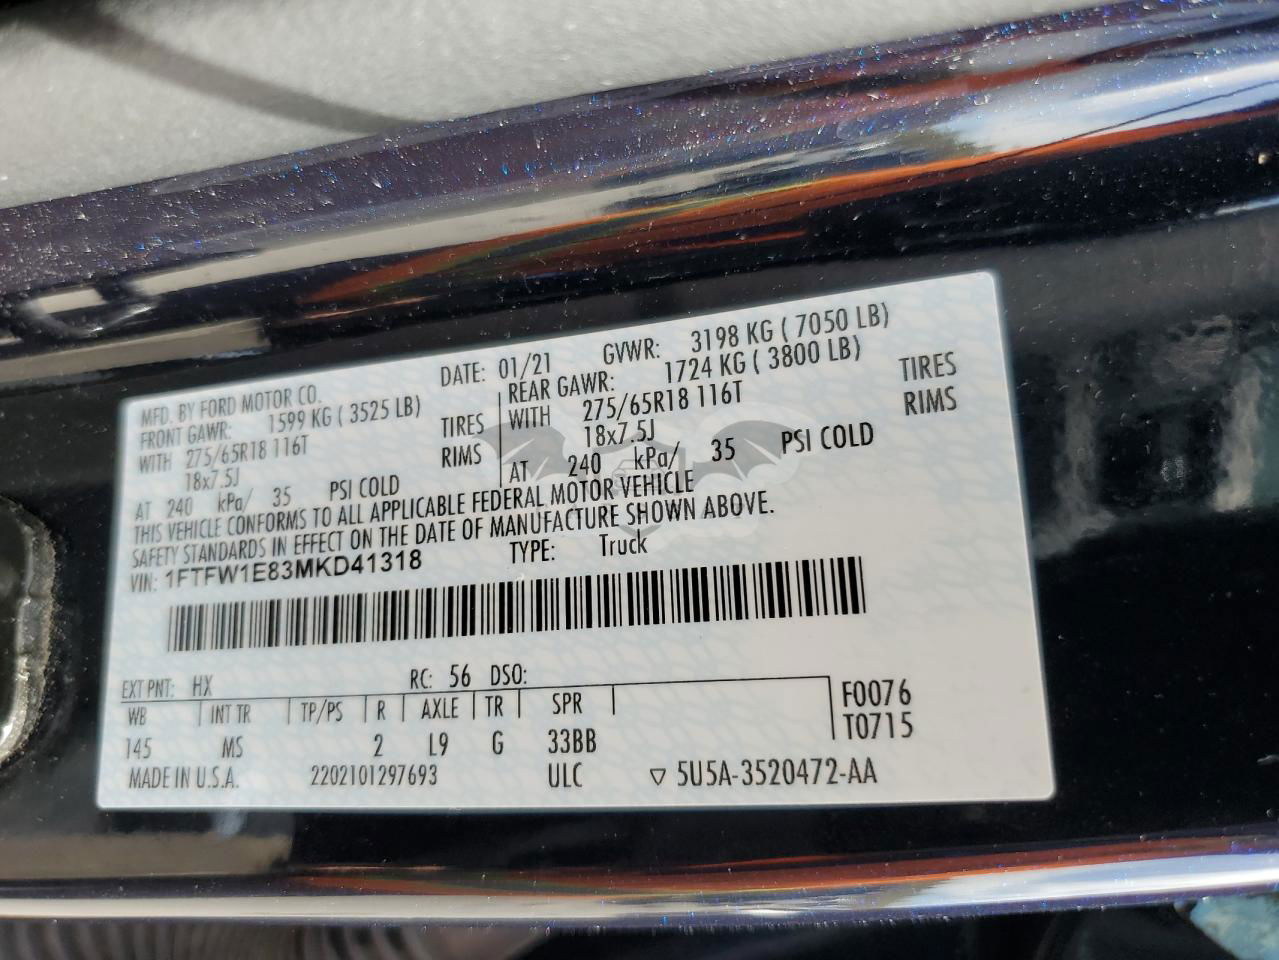 MFD. BY FORD MOTOR CO.
DATE: 01/21
GVWR: 3198 KG ( 7050 LB)
FRONT GAWR: 1599 KG ( 3525 LB)
REAR GAWR: 1724 KG ( 3800 LB)
WITH 275/65R18 116T TIRES
WITH 275/65R18 116T TIRES
18x7.5J RIMS
18x7.5J RIMS
AT 240 kPa/ 35 PSI COLD
AT 240 kPa/ 35 PSI COLD
THIS VEHICLE CONFORMS TO ALL APPLICABLE FEDERAL MOTOR VEHICLE
SAFETY STANDARDS IN EFFECT ON THE DATE OF MANUFACTURE SHOWN ABOVE.
VIN: 1FTFW1E83MKD41318 TYPE: Truck
EXT PNT: HX RC: 56 DSO:
WB INT TR TP/PS R AXLE TR SPR F0076
145 MS 2 L9 G 33BB T0715
MADE IN U.S.A. 2202101297693 ULC ▽ 5U5A-3520472-AA